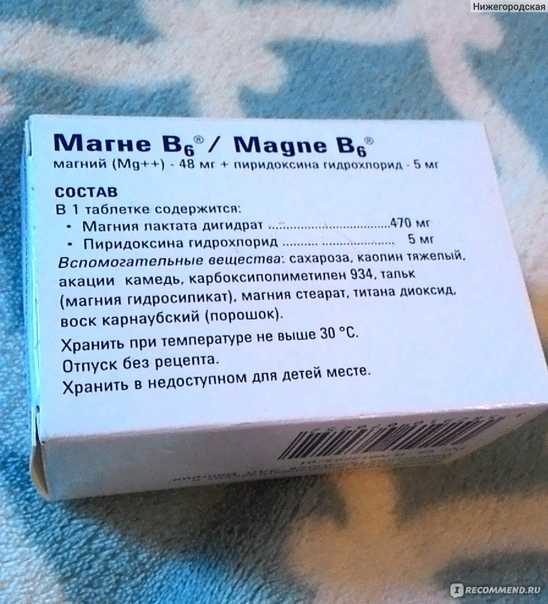 Нижегородская
Магне B6® / Magne B6®
магний (Mg++) - 48 мг + пиридоксина гидрохлорид - 5 мг
СОСТАВ
В 1 таблетке содержится:
• Магния лактата дигидрат ..............................470 мг
• Пиридоксина гидрохлорид ........................... 5 мг
Вспомогательные вещества: сахароза, каолин тяжелый,
акации камедь, карбоксиполиметилен 934, тальк
(магния гидросиликат), магния стеарат, титана диоксид,
воск карнаубский (порошок).
Хранить при температуре не выше 30 °С.
Отпуск без рецепта.
Хранить в недоступном для детей месте.
IRECOMMEND.RU